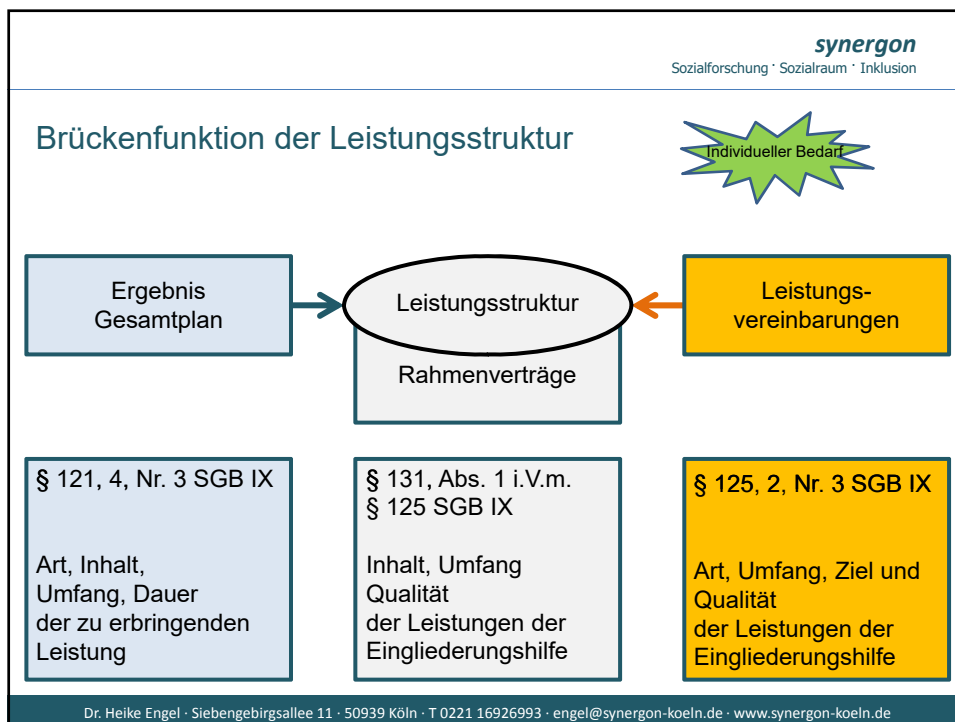 synergon
Sozialforschung · Sozialraum · Inklusion
Brückenfunktion der Leistungsstruktur
Individueller Bedarf
Ergebnis
Gesamtplan
Leistungsstruktur
Rahmenverträge
Leistungs-
vereinbarungen
§ 121, 4, Nr. 3 SGB IX
Art, Inhalt,
Umfang, Dauer
der zu erbringenden
Leistung
§ 131, Abs. 1 i.V.m.
§ 125 SGB IX
Inhalt, Umfang
Qualität
der Leistungen der
Eingliederungshilfe
§ 125, 2, Nr. 3 SGB IX
Art, Umfang, Ziel und
Qualität
der Leistungen der
Eingliederungshilfe
Dr. Heike Engel · Siebengebirgsallee 11 · 50939 Köln · T 0221 16926993 · engel@synergon-koeln.de · www.synergon-koeln.de